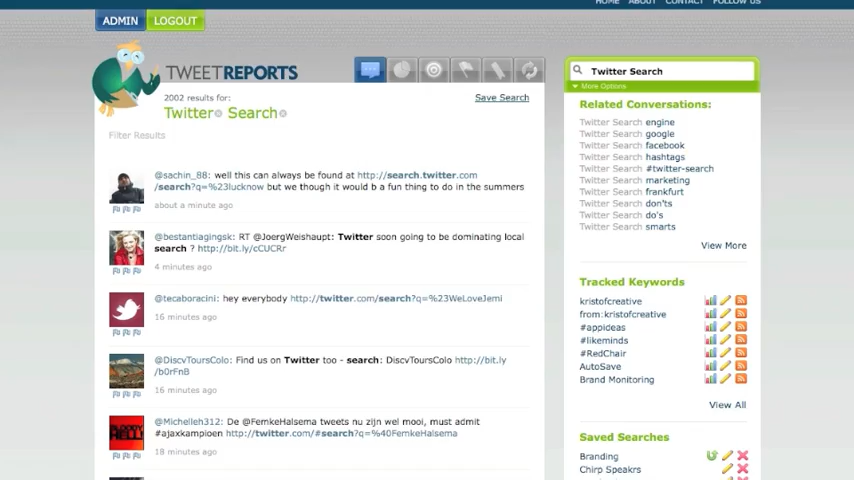 HOME ABOUT CONTACT FOLLOW US
ADMIN LOGOUT
TWEETREPORTS
2002 results for:
Save Search
Twitter Search
Filter Results
@sachin_88: well this can always be found at http://search.twitter.com
/search?q=%23lucknow but we though it would b a fun thing to do in the summers
about a minute ago
@bestantiagingsk: RT @JoergWeishaupt: Twitter soon going to be dominating local
search ? http://bit.ly/cCUCRr
4 minutes ago
@tecaboracini: hey everybody http://twitter.com/search?q=%23WeLoveJemi
16 minute ago
@DiscvToursColo: Find us on Twitter too - search: DiscvToursColo http://bit.ly
/b0rFnB
16 minute ago
@Michelleh312: De @FemkeHalsema tweets nu zijn wel mooi, must admit
#ajaxkampioen http://twitter.com/#search?q=%40FemkeHalsema
18 minute ago
Twitter Search
More Options
Related Conversations:
Twitter Search engine
Twitter Search google
Twitter Search facebook
Twitter Search hashtags
Twitter Search #twitter-search
Twitter Search marketing
Twitter Search frankfurt
Twitter Search don'ts
Twitter Search do's
Twitter Search smarts
View More
Tracked Keywords
kristofcreative
from:kristofcreative
#appideas
#likeminds
#RedChair
AutoSave
Brand Monitoring
View All
Saved Searches
Branding
Chirp Speakrs